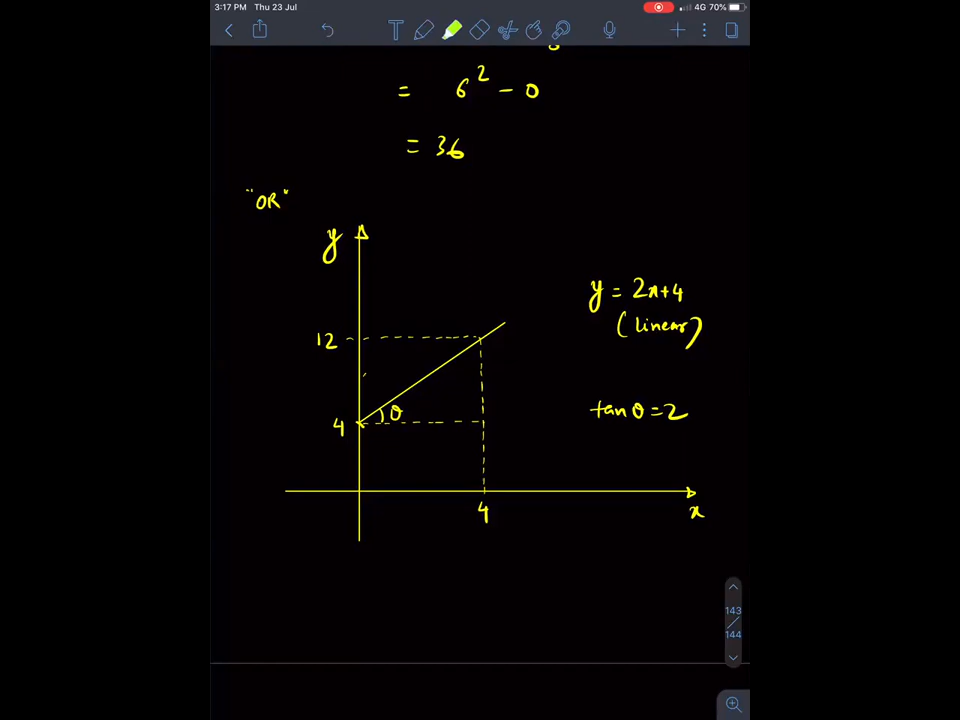 3:17 PM Thu 23 Jul
4G 70%
T
= 6² - 0
= 36
"OR"
y
y = 2x+4
(linear)
12
θ
tan θ = 2
4
4
x
143
144